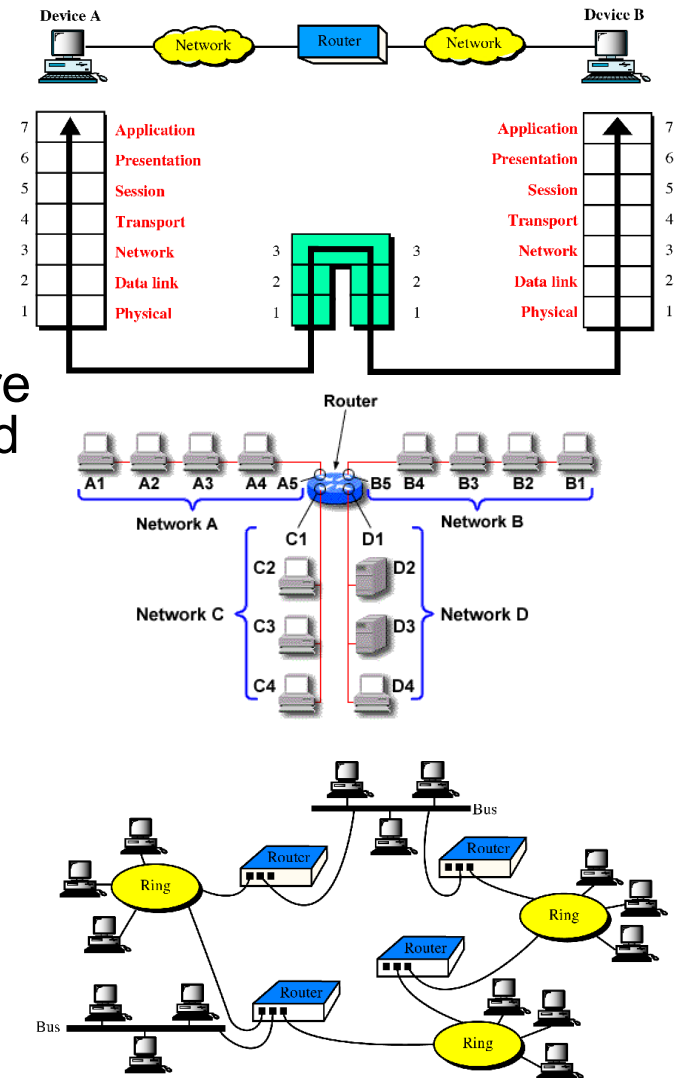 Device A
Device B
Network Router Network
7 Application Application 7
6 Presentation Presentation 6
5 Session Session 5
4 Transport Transport 4
3 Network 3 3 Network 3
2 Data link 2 2 Data link 2
1 Physical 1 1 Physical 1
re
d
Router
A1 A2 A3 A4 A5 B5 B4 B3 B2 B1
Network A Network B
C1 D1
C2 D2
Network C Network D
C3 D3
C4 D4
Bus
Router Router
Ring
Ring
Router
Router
Bus
Ring